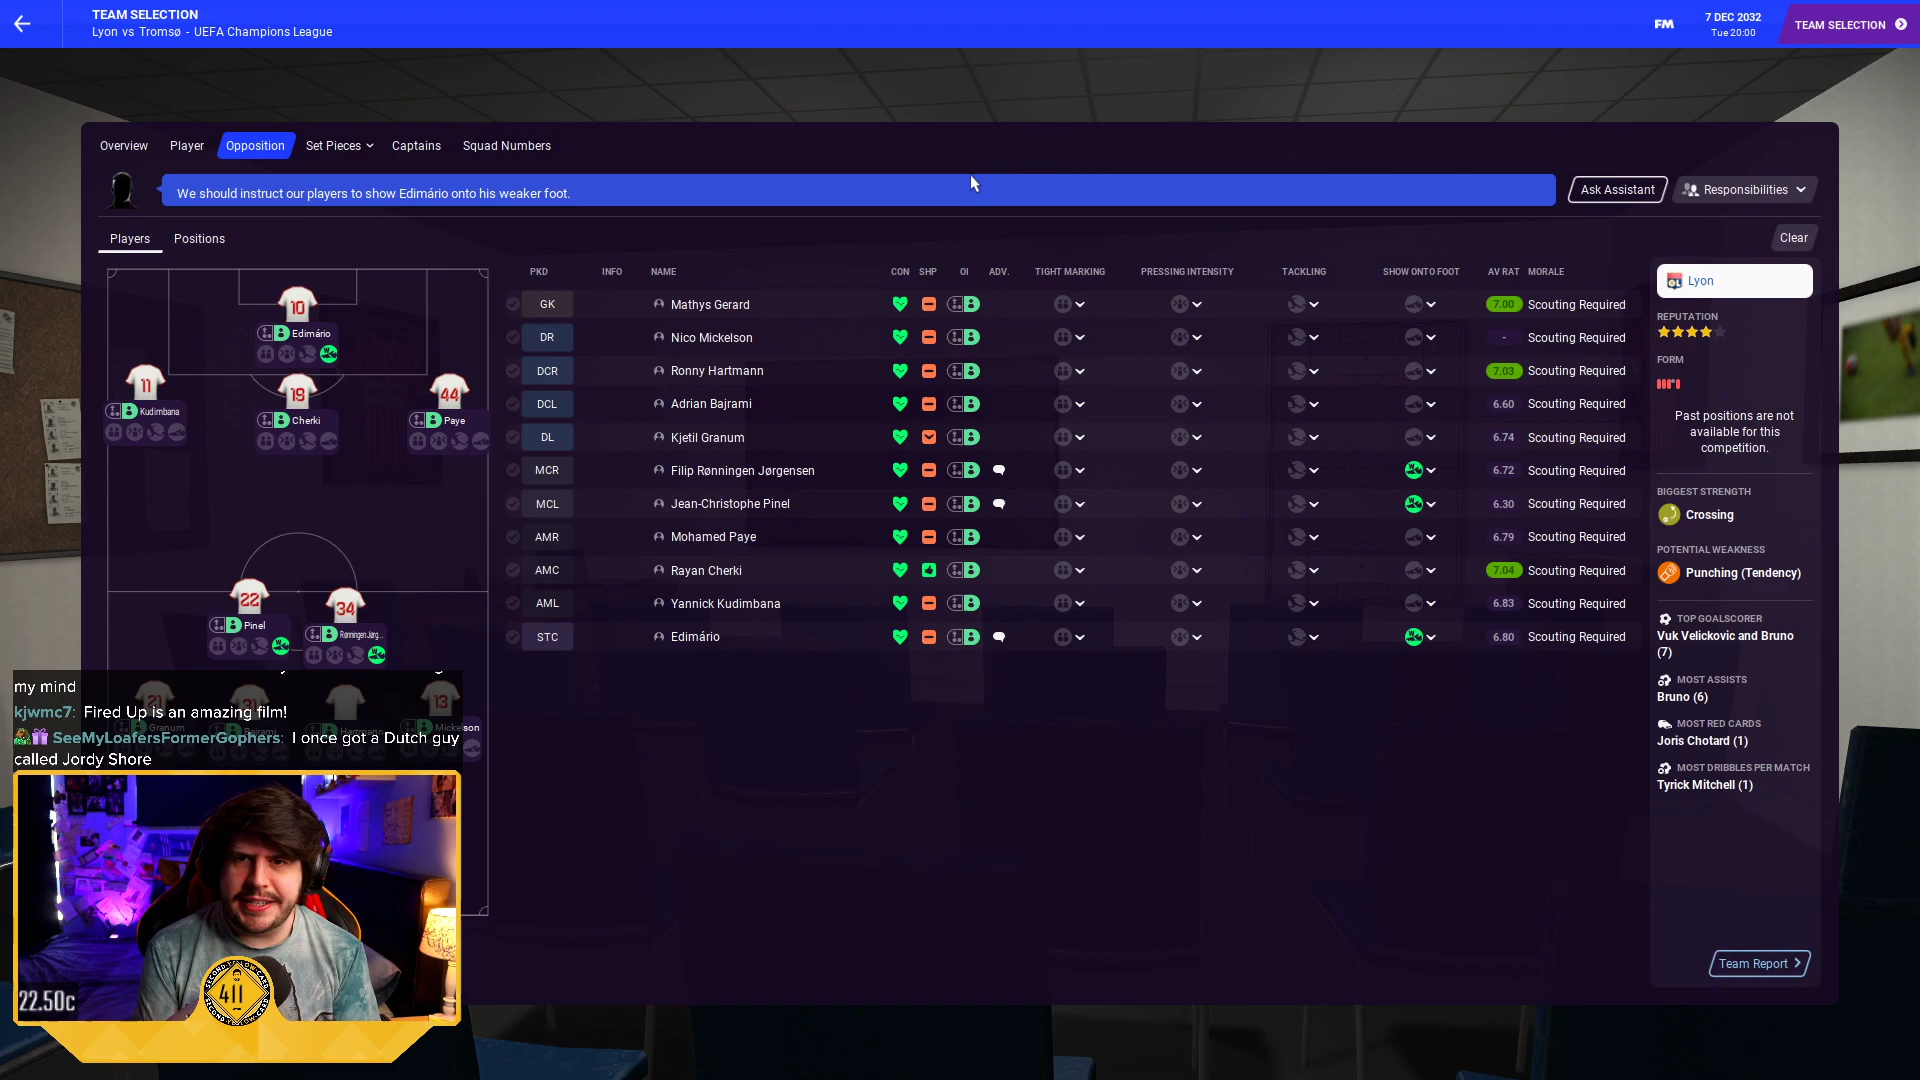 TEAM SELECTION
Lyon vs Tromsø - UEFA Champions League
FM
7 DEC 2032
Tue 20:00
TEAM SELECTION
Overview
Player
Opposition
Set Pieces
Captains
Squad Numbers
We should instruct our players to show Edimário onto his weaker foot.
Ask Assistant
Responsibilities
Players
Positions
Clear
PKD INFO NAME CON SHP OI ADV. TIGHT MARKING PRESSING INTENSITY TACKLING SHOW ONTO FOOT AV RAT MORALE
GK Mathys Gerard 7.00 Scouting Required
DR Nico Mickelson - Scouting Required
DCR Ronny Hartmann 7.03 Scouting Required
DCL Adrian Bajrami 6.60 Scouting Required
DL Kjetil Granum 6.74 Scouting Required
MCR Filip Rønningen Jørgensen 6.72 Scouting Required
MCL Jean-Christophe Pinel 6.30 Scouting Required
AMR Mohamed Paye 6.79 Scouting Required
AMC Rayan Cherki 7.04 Scouting Required
AML Yannick Kudimbana 6.83 Scouting Required
STC Edimário 6.80 Scouting Required
10
Edimário
11
Kudimbana
19
Cherki
44
Paye
22
Pinel
34
Rønningen Jørg...
13
Granum
Mickelson
my mind
kjwmc7: Fired Up is an amazing film!
SeeMyLoafersFormerGophers: I once got a Dutch guy
called Jordy Shore
22.50c
SECOND YELLOW CARD
411
Lyon
REPUTATION
FORM
Past positions are not
available for this
competition.
BIGGEST STRENGTH
Crossing
POTENTIAL WEAKNESS
Punching (Tendency)
TOP GOALSCORER
Vuk Velickovic and Bruno
(7)
MOST ASSISTS
Bruno (6)
MOST RED CARDS
Joris Chotard (1)
MOST DRIBBLES PER MATCH
Tyrick Mitchell (1)
Team Report